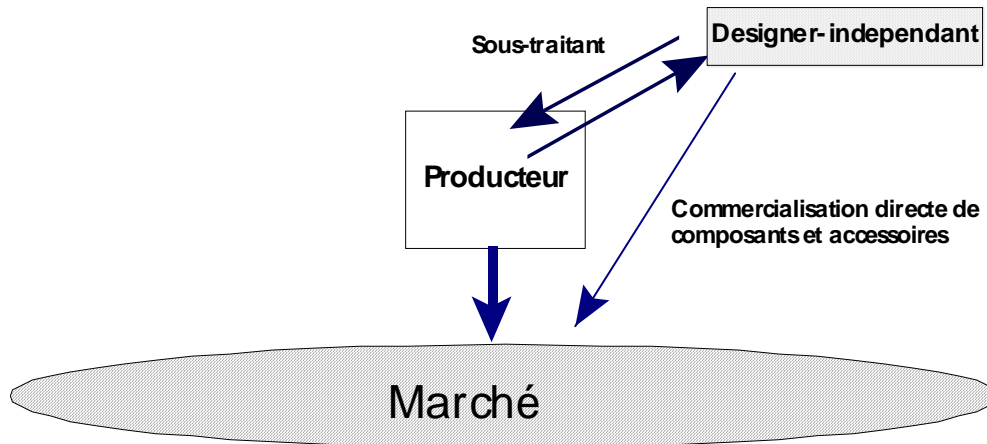 Designer-independant
Sous-traitant
Producteur
Commercialisation directe de
composants et accessoires
Marché